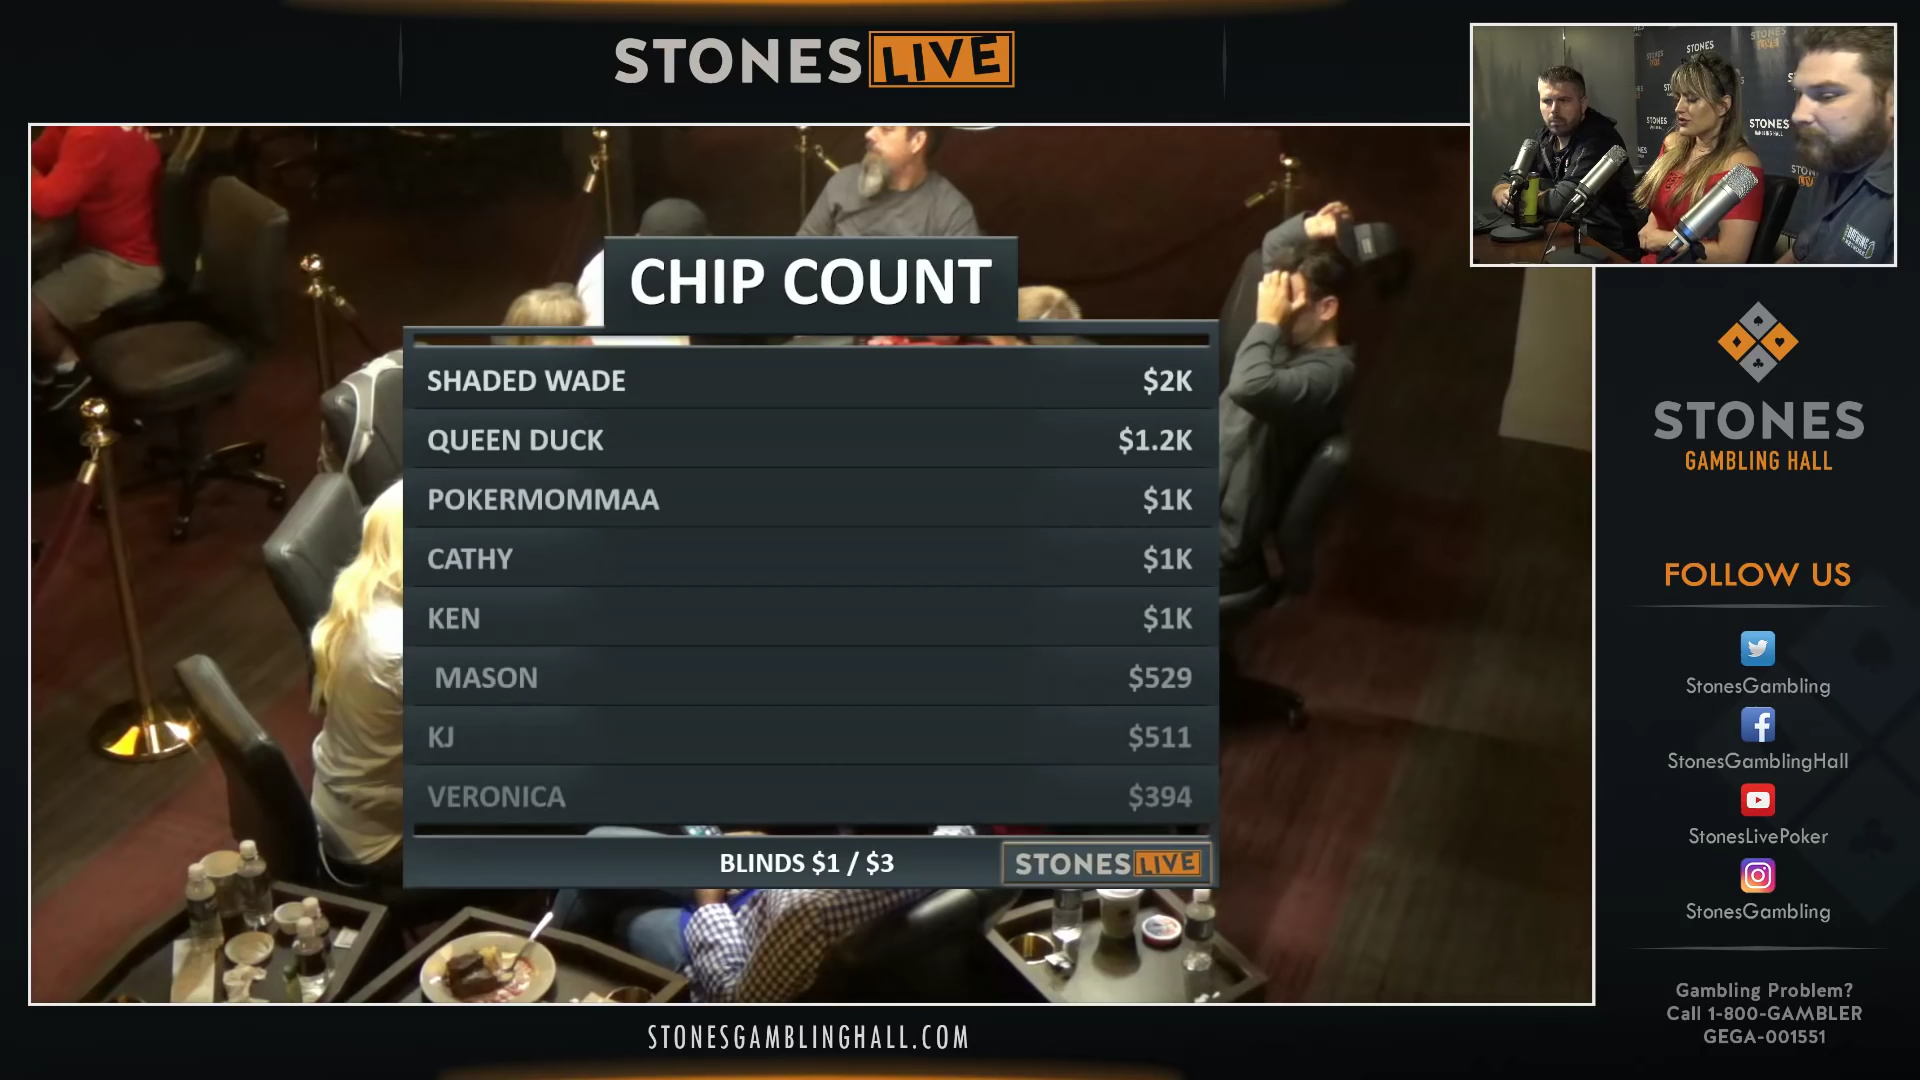 STONES LIVE
CHIP COUNT
SHADED WADE $2K
QUEEN DUCK $1.2K
POKERMOMMAA $1K
CATHY $1K
KEN $1K
MASON $529
KJ $511
VERONICA $394
BLINDS $1 / $3
STONES LIVE
STONESGAMBLINGHALL.COM
STONES
STONES
STONES
GAMBLING HALL
FOLLOW US
StonesGambling
StonesGamblingHall
StonesLivePoker
StonesGambling
Gambling Problem?
Call 1-800-GAMBLER
GEGA-001551